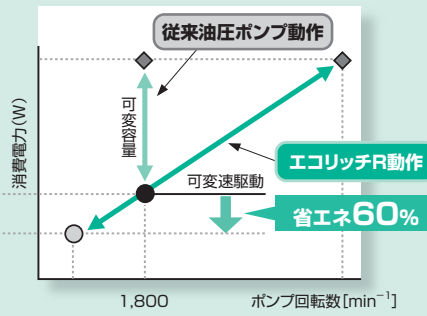 従来油圧ポンプ動作
消費電力(W)
可変容量
エコリッチR動作
可変速駆動
省エネ60%
1,800
ポンプ回転数[min⁻¹]